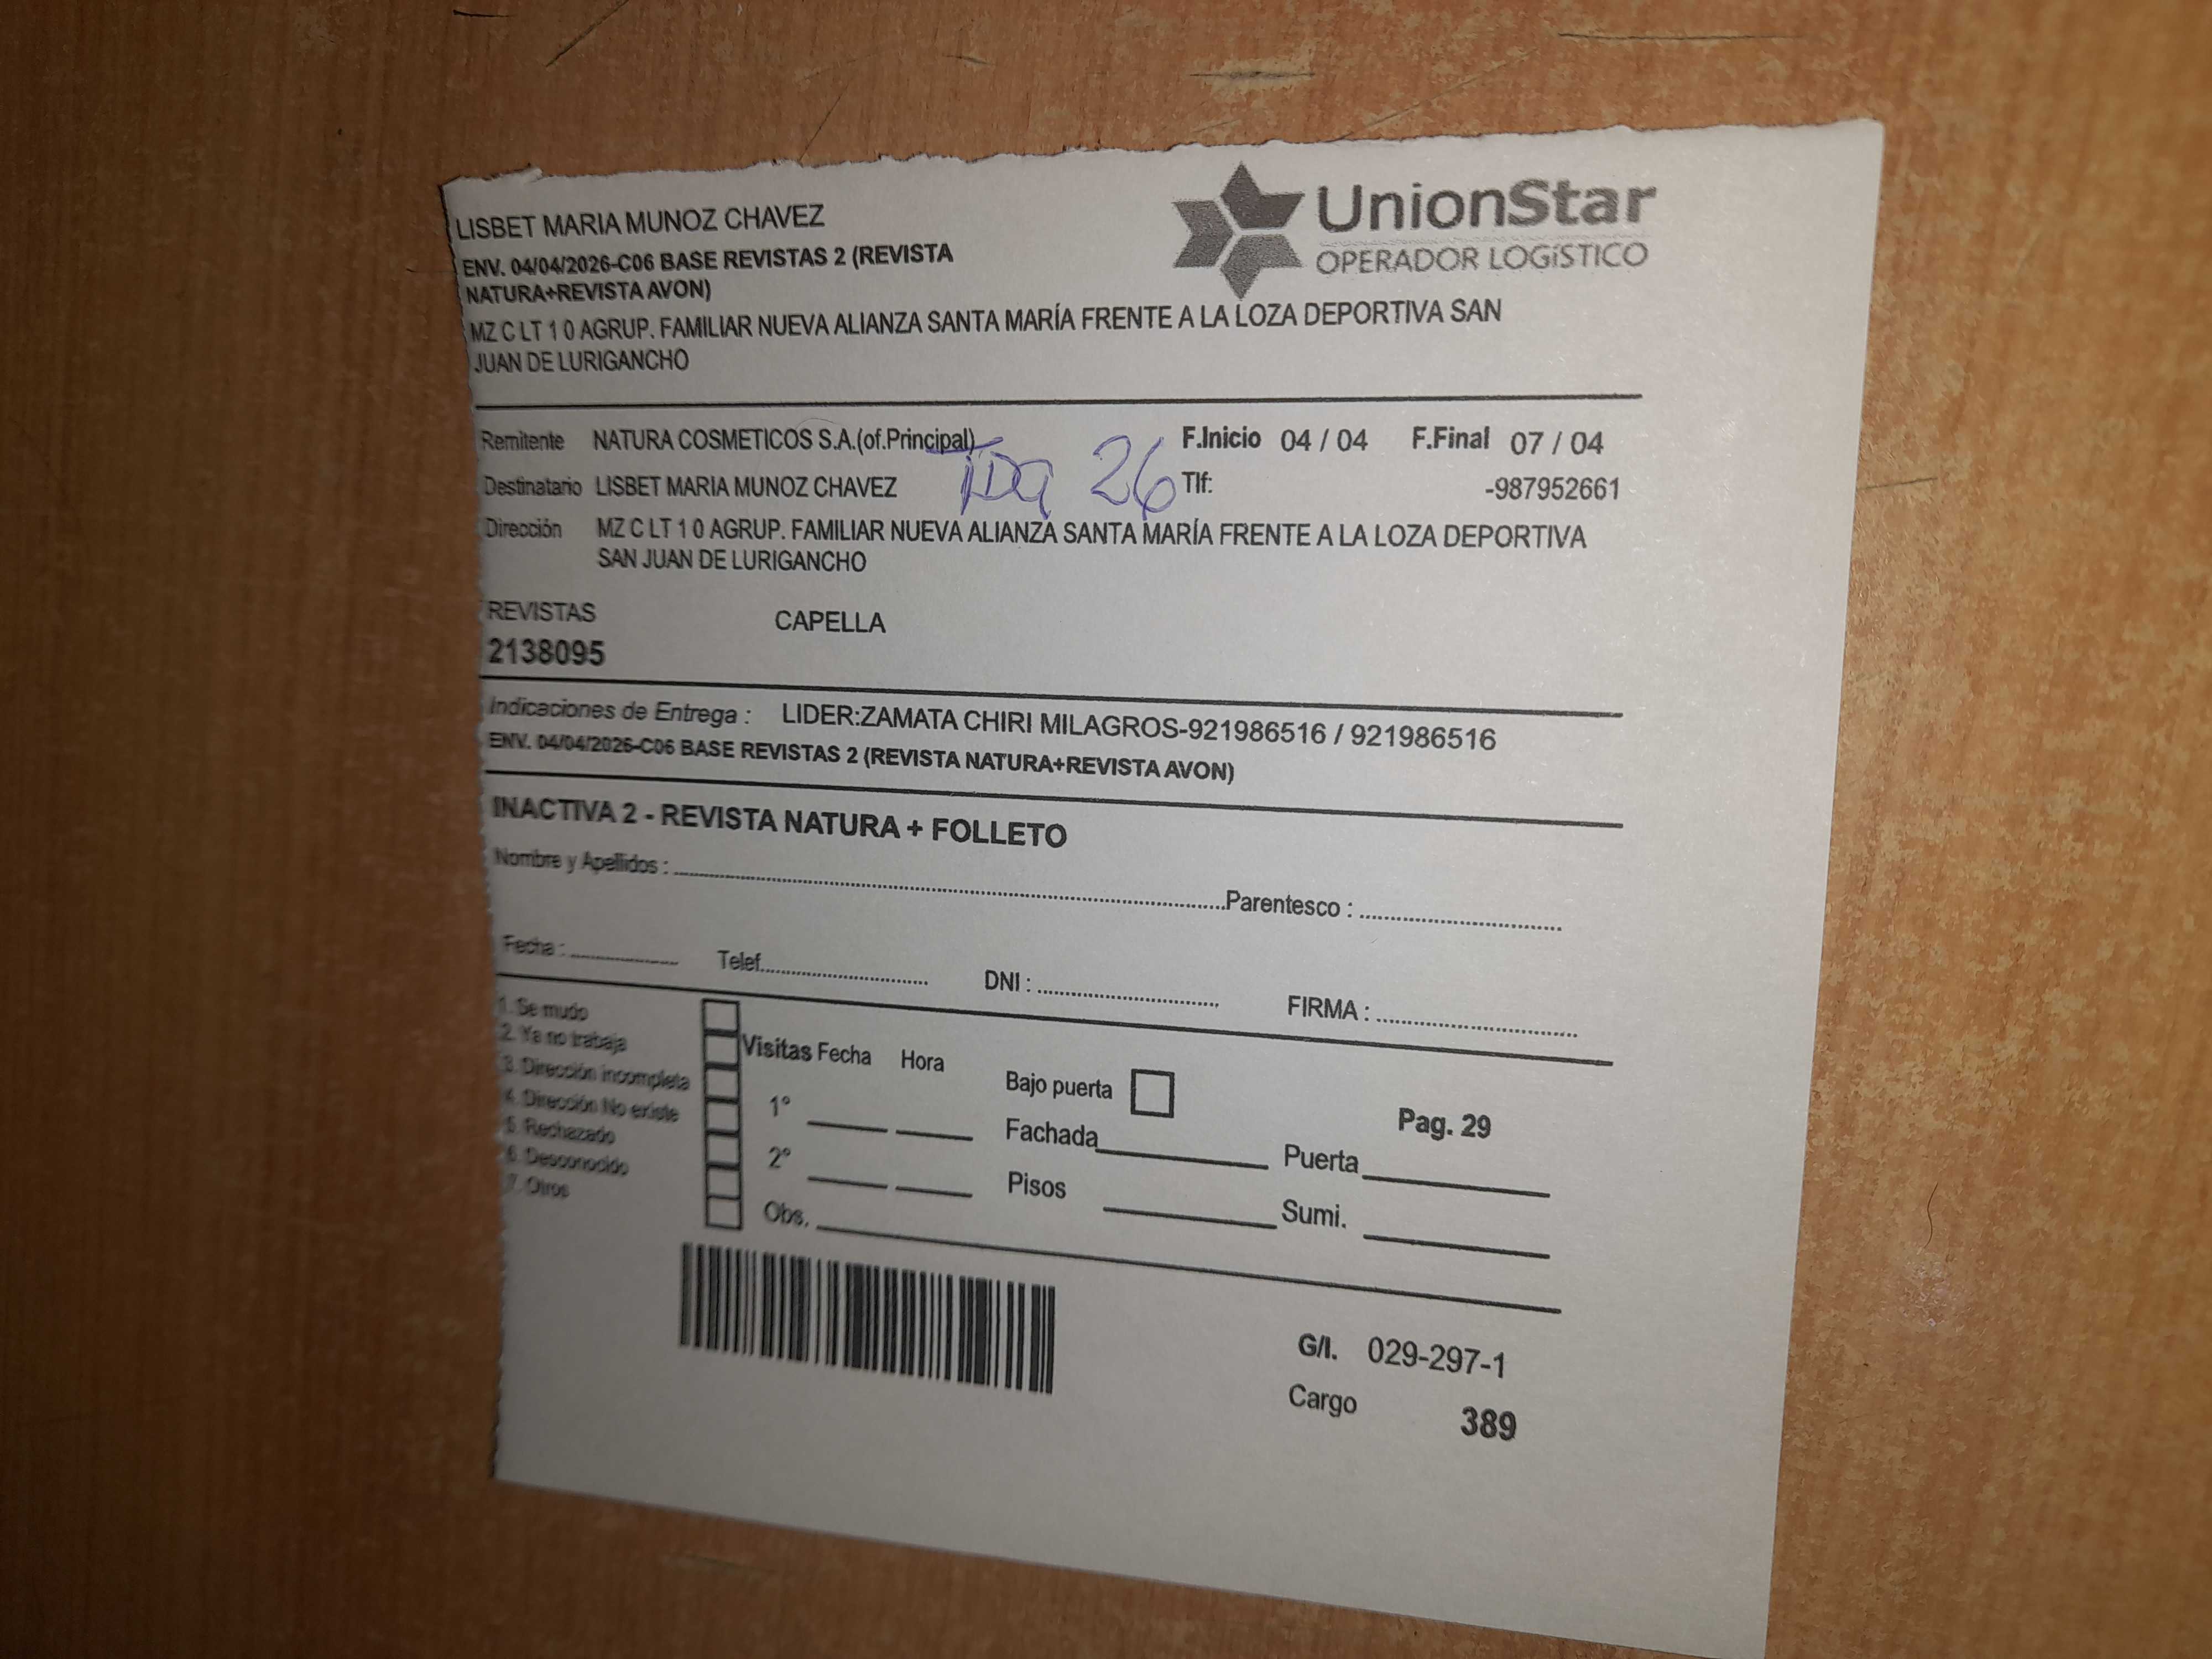 LISBET MARIA MUNOZ CHAVEZ
UnionStar
OPERADOR LOGíSTICO
ENV. 04/04/2026-C06 BASE REVISTAS 2 (REVISTA
NATURA+REVISTA AVON)
MZ C LT 1 0 AGRUP. FAMILIAR NUEVA ALIANZA SANTA MARÍA FRENTE A LA LOZA DEPORTIVA SAN
JUAN DE LURIGANCHO
Remitente NATURA COSMETICOS S.A.(of.Principal) F.Inicio 04 / 04 F.Final 07 / 04
26
Destinatario LISBET MARIA MUNOZ CHAVEZ Tlf: -987952661
Dirección MZ C LT 1 0 AGRUP. FAMILIAR NUEVA ALIANZA SANTA MARÍA FRENTE A LA LOZA DEPORTIVA
SAN JUAN DE LURIGANCHO
REVISTAS CAPELLA
2138095
Indicaciones de Entrega : LIDER:ZAMATA CHIRI MILAGROS-921986516 / 921986516
ENV. 04/04/2026-C06 BASE REVISTAS 2 (REVISTA NATURA+REVISTA AVON)
INACTIVA 2 - REVISTA NATURA + FOLLETO
Nombre y Apellidos : Parentesco :
Fecha : Telef. DNI : FIRMA :
1. Se mudo
2. Ya no trabaja
3. Dirección incompleta
4. Dirección No existe
5. Rechazado
6. Desconocido
7. Otros
Visitas Fecha Hora
1°
2°
Obs.
Bajo puerta
Fachada Puerta
Pisos Sumi.
Pag. 29
G/I. 029-297-1
Cargo 389